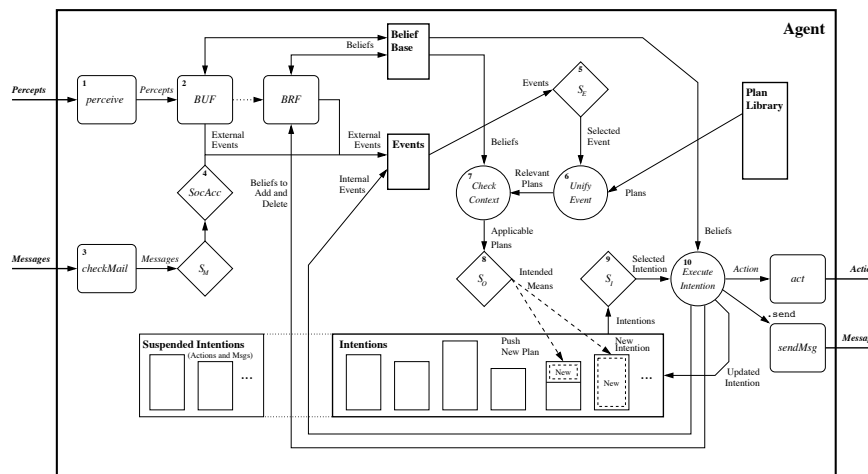 Agent
Belief
Base
Beliefs
1
perceive
Percepts
Percepts
2
BUF
BRF
5
S_E
Events
Plan
Library
External
Events
External
Events
Events
Selected
Event
Beliefs
4
SocAcc
Beliefs to
Add and
Delete
Internal
Events
7
Check
Context
Relevant
Plans
6
Unify
Event
Plans
Applicable
Plans
Messages
3
checkMail
Messages
S_M
8
S_O
Intended
Means
9
S_I
Selected
Intention
Beliefs
10
Execute
Intention
Action
act
Actio
.send
sendMsg
Messa
Suspended Intentions
(Actions and Msgs)
...
Intentions
Push
New Plan
Intentions
New
Intention
New
New
...
Updated
Intention